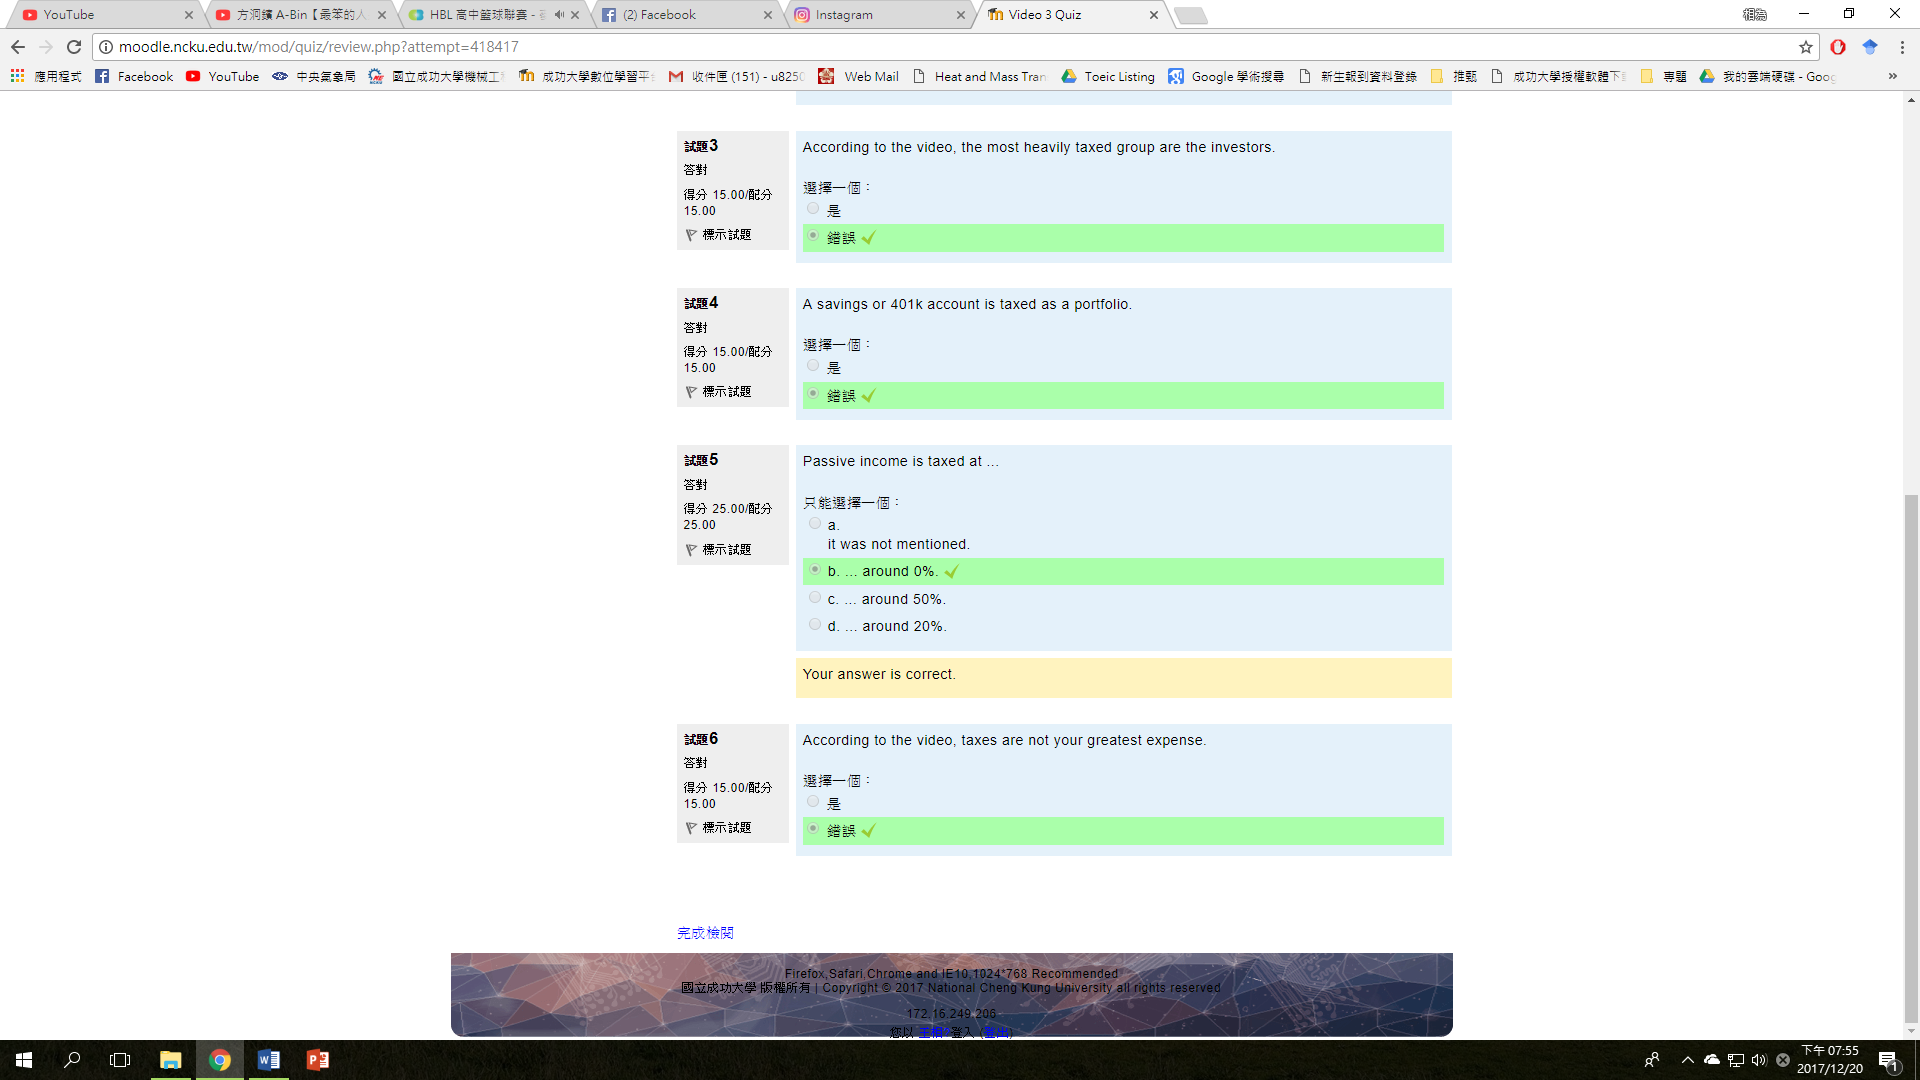 YouTube
方泂鑌 A-Bin【最笨的人
HBL 高中籃球聯賽 -
(2) Facebook
Instagram
Video 3 Quiz
moodle.ncku.edu.tw/mod/quiz/review.php?attempt=418417
應用程式
Facebook
YouTube
中央氣象局
國立成功大學機械工
成功大學數位學習平
收件匣 (151) - u825
Web Mail
Heat and Mass Tran
Toeic Listing
Google 學術搜尋
新生報到資料登錄
推甄
成功大學授權軟體下
專題
我的雲端硬碟 - Goog
試題3
答對
得分 15.00/配分
15.00
標示試題
According to the video, the most heavily taxed group are the investors.
選擇一個：
是
錯誤
試題4
答對
得分 15.00/配分
15.00
標示試題
A savings or 401k account is taxed as a portfolio.
選擇一個：
是
錯誤
試題5
答對
得分 25.00/配分
25.00
標示試題
Passive income is taxed at ...
只能選擇一個：
a.
it was not mentioned.
b. ... around 0%.
c. ... around 50%.
d. ... around 20%.
Your answer is correct.
試題6
答對
得分 15.00/配分
15.00
標示試題
According to the video, taxes are not your greatest expense.
選擇一個：
是
錯誤
完成檢閱
Firefox,Safari,Chrome and IE10,1024*768 Recommended
國立成功大學 版權所有 | Copyright © 2017 National Cheng Kung University all rights reserved
172.16.249.206
您以 登入 (登出)
下午 07:55
2017/12/20
1